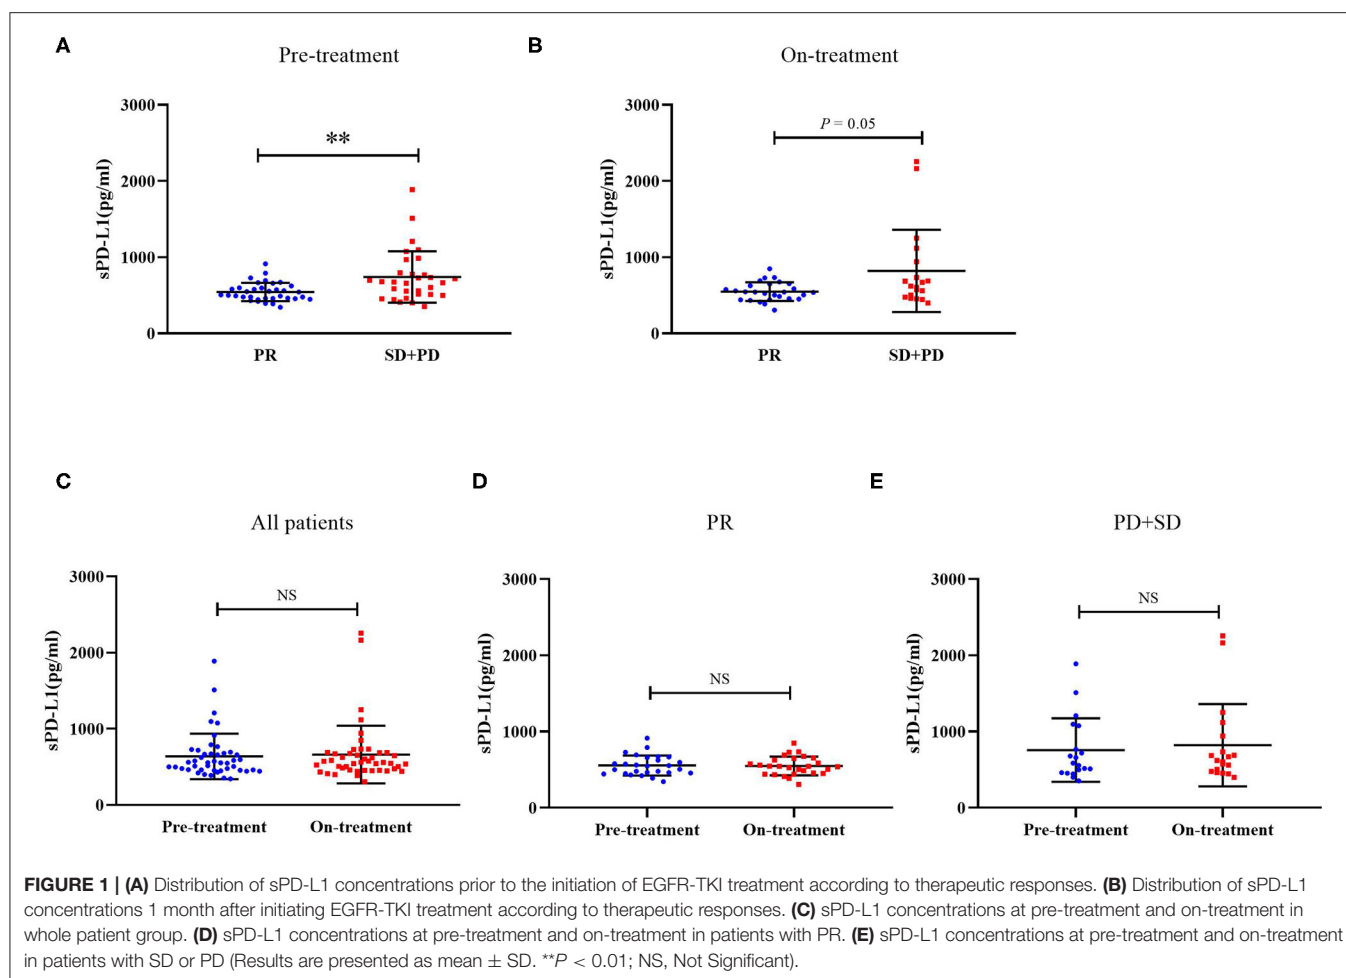 A
Pre-treatment
3000
2000
1000
0
sPD-L1(pg/ml)
**
PR
SD+PD
B
On-treatment
3000
2000
1000
0
sPD-L1(pg/ml)
P = 0.05
PR
SD+PD
C
All patients
3000
2000
1000
0
sPD-L1(pg/ml)
NS
Pre-treatment
On-treatment
D
PR
3000
2000
1000
0
sPD-L1(pg/ml)
NS
Pre-treatment
On-treatment
E
PD+SD
3000
2000
1000
0
sPD-L1(pg/ml)
NS
Pre-treatment
On-treatment
FIGURE 1 | (A) Distribution of sPD-L1 concentrations prior to the initiation of EGFR-TKI treatment according to therapeutic responses. (B) Distribution of sPD-L1
concentrations 1 month after initiating EGFR-TKI treatment according to therapeutic responses. (C) sPD-L1 concentrations at pre-treatment and on-treatment in
whole patient group. (D) sPD-L1 concentrations at pre-treatment and on-treatment in patients with PR. (E) sPD-L1 concentrations at pre-treatment and on-treatment
in patients with SD or PD (Results are presented as mean ± SD. **P < 0.01; NS, Not Significant).